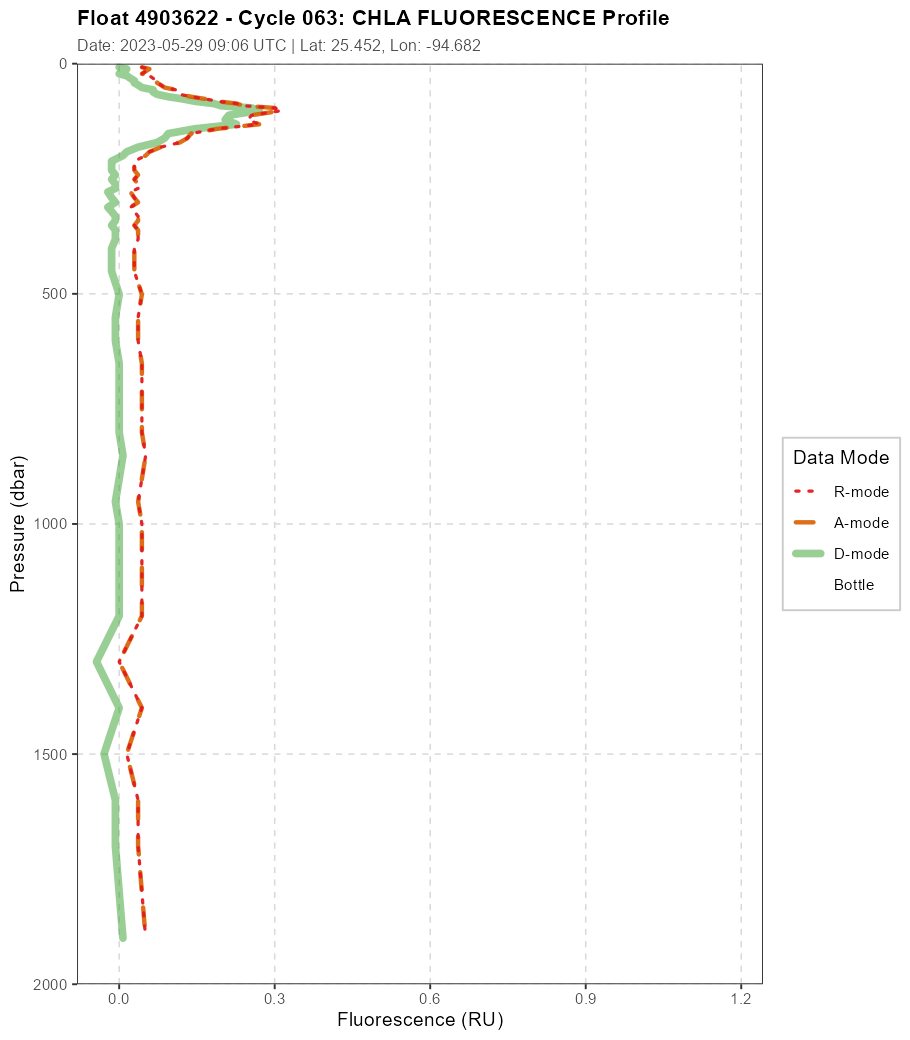 Float 4903622 - Cycle 063: CHLA FLUORESCENCE Profile
Date: 2023-05-29 09:06 UTC | Lat: 25.452, Lon: -94.682
0
500
1000
1500
2000
Pressure (dbar)
0.0
0.3
0.6
0.9
1.2
Fluorescence (RU)
Data Mode
R-mode
A-mode
D-mode
Bottle